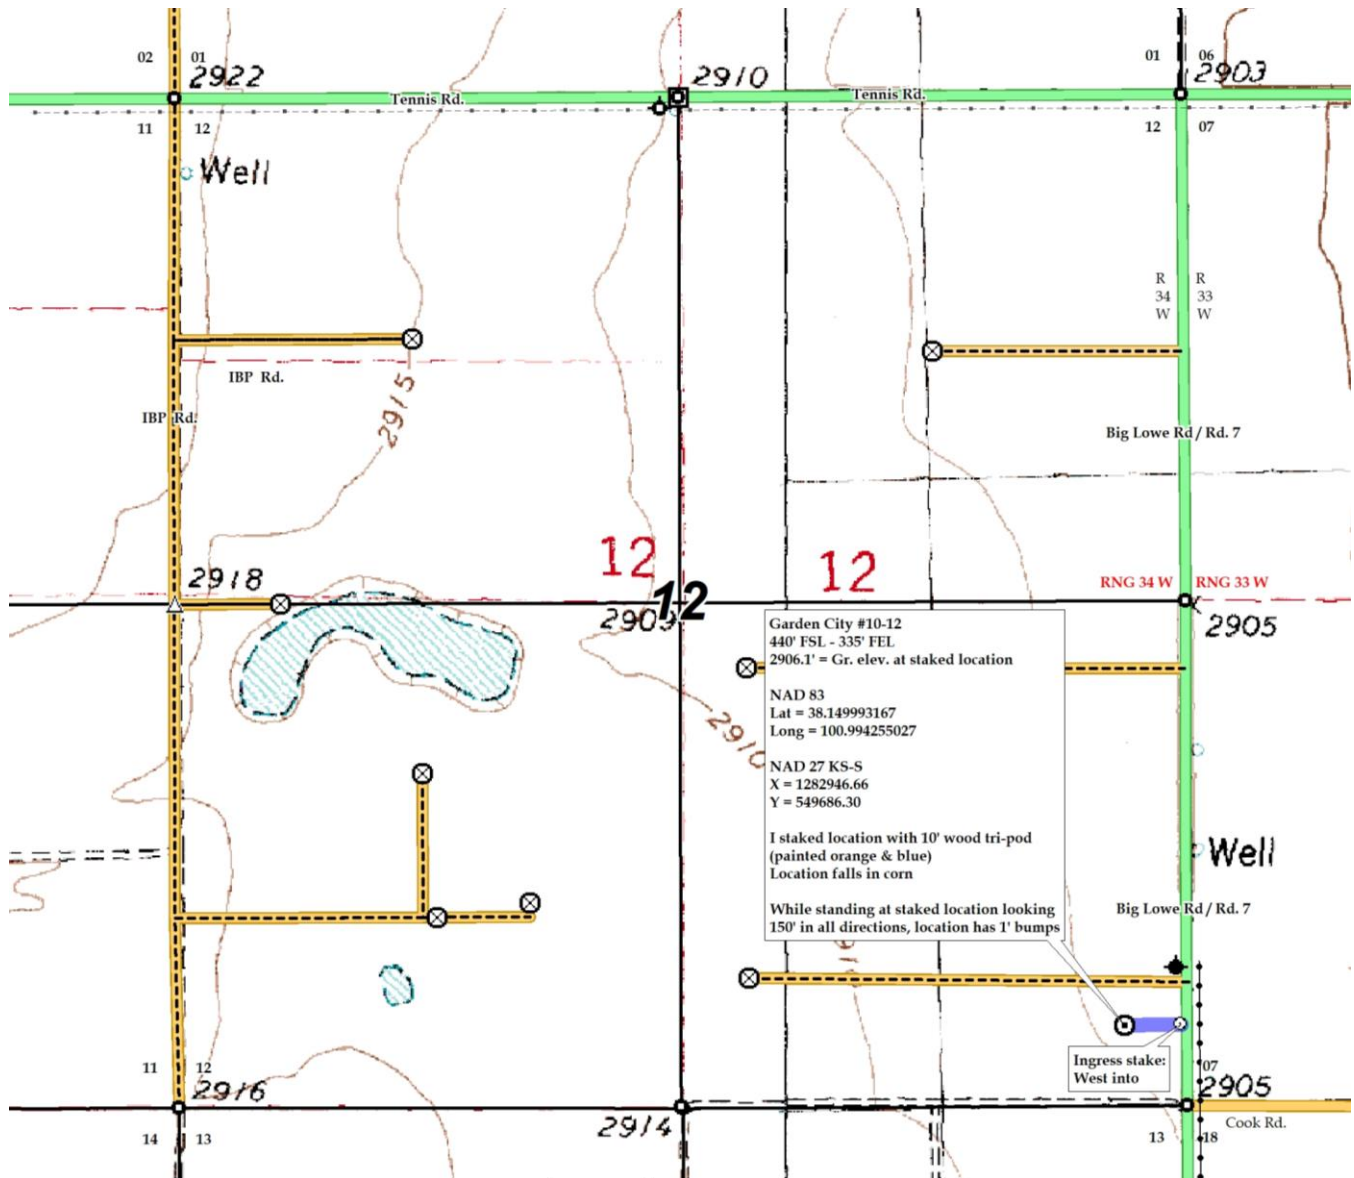 02
01
2922
01
06
2910
2903
Tennis Rd.
Tennis Rd.
11
12
12
07
Well
R
34
W
R
33
W
IBP Rd.
IBP Rd.
2915
Big Lowe Rd / Rd. 7
12
12
2918
RNG 34 W
RNG 33 W
12
2909
2905
Garden City #10-12
440' FSL - 335' FEL
2906.1' = Gr. elev. at staked location
NAD 83
Lat = 38.149993167
Long = 100.994255027
NAD 27 KS-S
X = 1282946.66
Y = 549686.30
I staked location with 10' wood tri-pod
(painted orange & blue)
Location falls in corn
While standing at staked location looking
150' in all directions, location has 1' bumps
2910
Well
Big Lowe Rd / Rd. 7
Ingress stake:
West into
11
12
07
2916
2905
2914
Cook Rd.
14
13
13
18